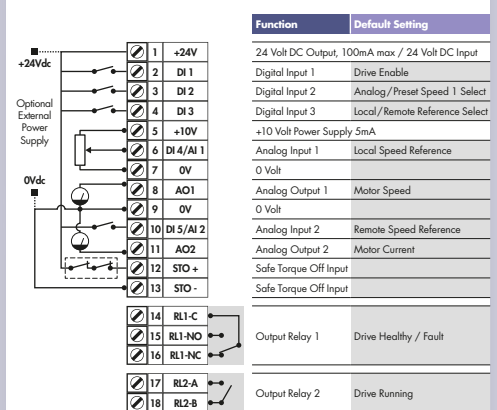 Function Default Setting
1 +24V 24 Volt DC Output, 100mA max / 24 Volt DC Input
+24Vdc
2 DI 1 Digital Input 1 Drive Enable
3 DI 2 Digital Input 2 Analog/Preset Speed 1 Select
Optional
External
Power
Supply
4 DI 3 Digital Input 3 Local/Remote Reference Select
5 +10V +10 Volt Power Supply 5mA
6 DI 4/AI 1 Analog Input 1 Local Speed Reference
7 0V 0 Volt
0Vdc
8 AO1 Analog Output 1 Motor Speed
9 0V 0 Volt
10 DI 5/AI 2 Analog Input 2 Remote Speed Reference
11 AO2 Analog Output 2 Motor Current
12 STO + Safe Torque Off Input
13 STO - Safe Torque Off Input
14 RL1-C
15 RL1-NO Output Relay 1 Drive Healthy / Fault
16 RL1-NC
17 RL2-A
Output Relay 2 Drive Running
18 RL2-B